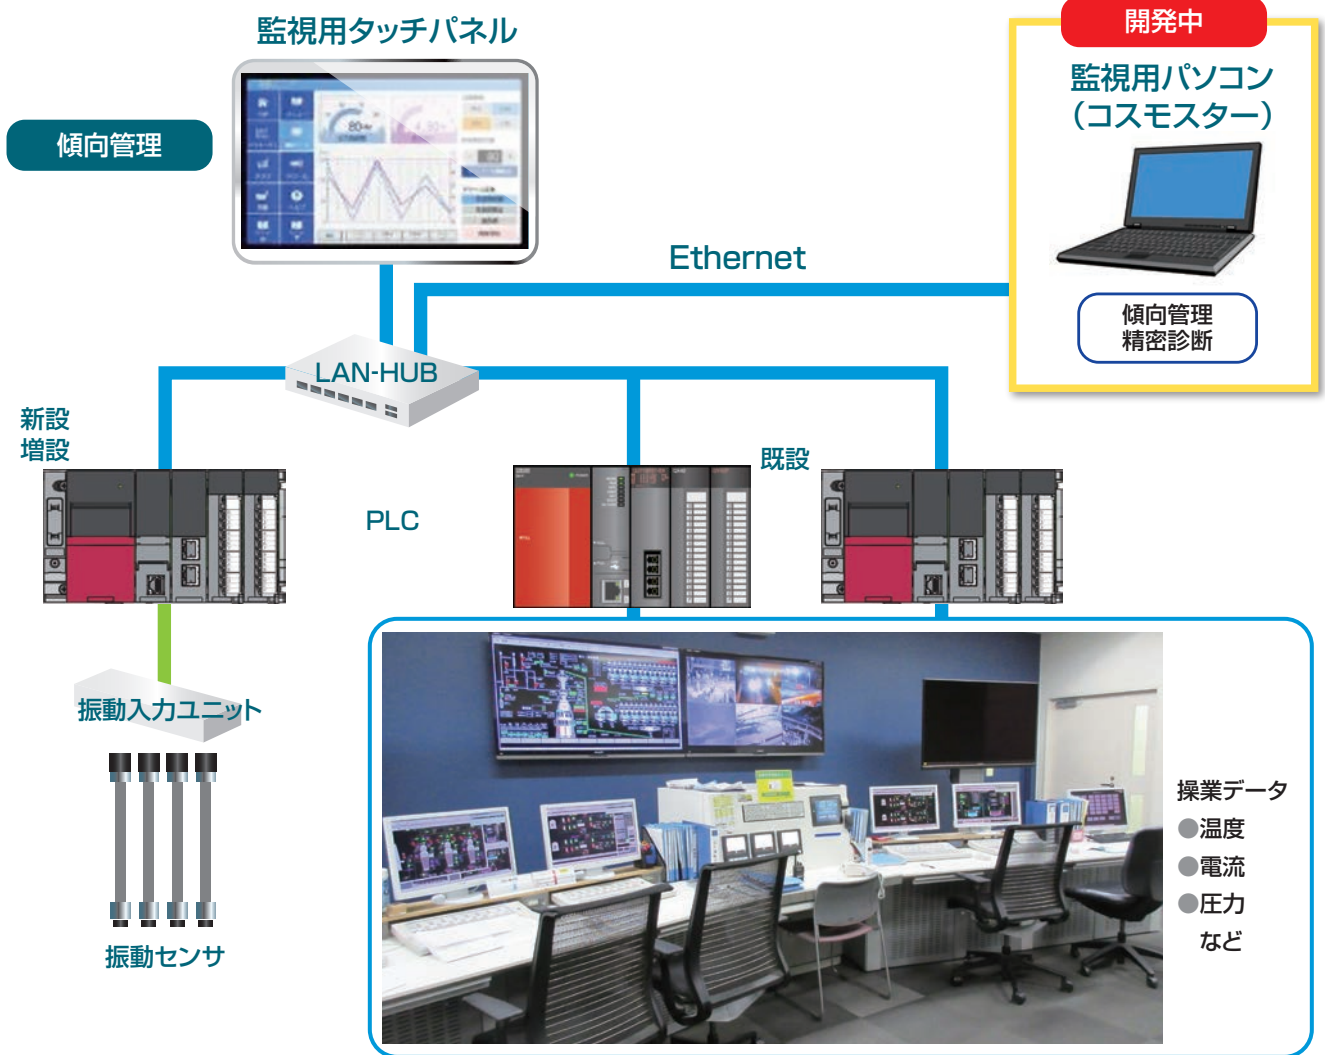 監視用タッチパネル
開発中
監視用パソコン
（コスモスター）
傾向管理
80
Ethernet
傾向管理
精密診断
LAN-HUB
新設
増設
既設
PLC
振動入力ユニット
振動センサ
操業データ
●温度
●電流
●圧力
など